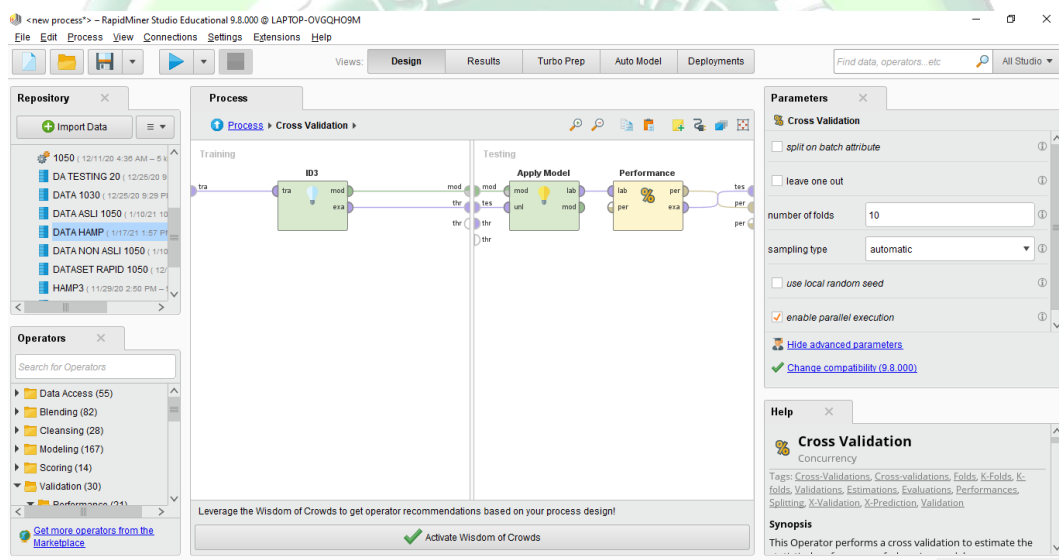 <new process*> – RapidMiner Studio Educational 9.8.000 @ LAPTOP-OVGQHO9M
File Edit Process View Connections Settings Extensions Help
Views: Design Results Turbo Prep Auto Model Deployments Find data, operators...etc All Studio
Repository
Import Data
1050 ( 12/11/20 4:36 AM – 5 k
DA TESTING 20 ( 12/25/20 9
DATA 1030 ( 12/25/20 9:29 P
DATA ASLI 1050 ( 1/10/21 10
DATA HAMP ( 1/17/21 1:57 P
DATA NON ASLI 1050 ( 1/10
DATASET RAPID 1050 ( 12/
HAMP3 ( 11/29/20 2:50 PM –
Operators
Search for Operators
Data Access (55)
Blending (82)
Cleansing (28)
Modeling (167)
Scoring (14)
Validation (30)
Performance (21)
Get more operators from the
Marketplace
Process
Process Cross Validation
Training
Testing
ID3
Apply Model
Performance
tra
tra mod
exa
mod
thr
thr
mod
tes
thr
thr
mod lab
unl mod
lab per
per exa
tes
per
per
Leverage the Wisdom of Crowds to get operator recommendations based on your process design!
Activate Wisdom of Crowds
Parameters
Cross Validation
split on batch attribute
leave one out
number of folds 10
sampling type automatic
use local random seed
enable parallel execution
Hide advanced parameters
Change compatibility (9.8.000)
Help
Cross Validation
Concurrency
Tags: Cross-Validations, Cross-validations, Folds, K-Folds, K-
folds, Validations, Estimations, Evaluations, Performances,
Splitting, X-Validation, X-Prediction, Validation
Synopsis
This Operator performs a cross validation to estimate the